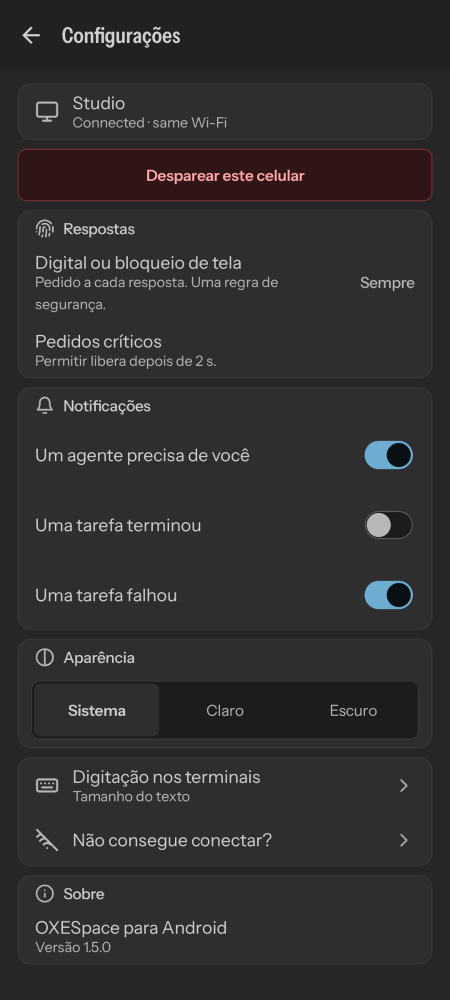 Configurações
Studio
Connected · same Wi-Fi
Desparear este celular
Respostas
Digital ou bloqueio de tela
Pedido a cada resposta. Uma regra de
segurança.
Sempre
Pedidos críticos
Permitir libera depois de 2 s.
Notificações
Um agente precisa de você
Uma tarefa terminou
Uma tarefa falhou
Aparência
Sistema
Claro
Escuro
Digitação nos terminais
Tamanho do texto
Não consegue conectar?
Sobre
OXESpace para Android
Versão 1.5.0